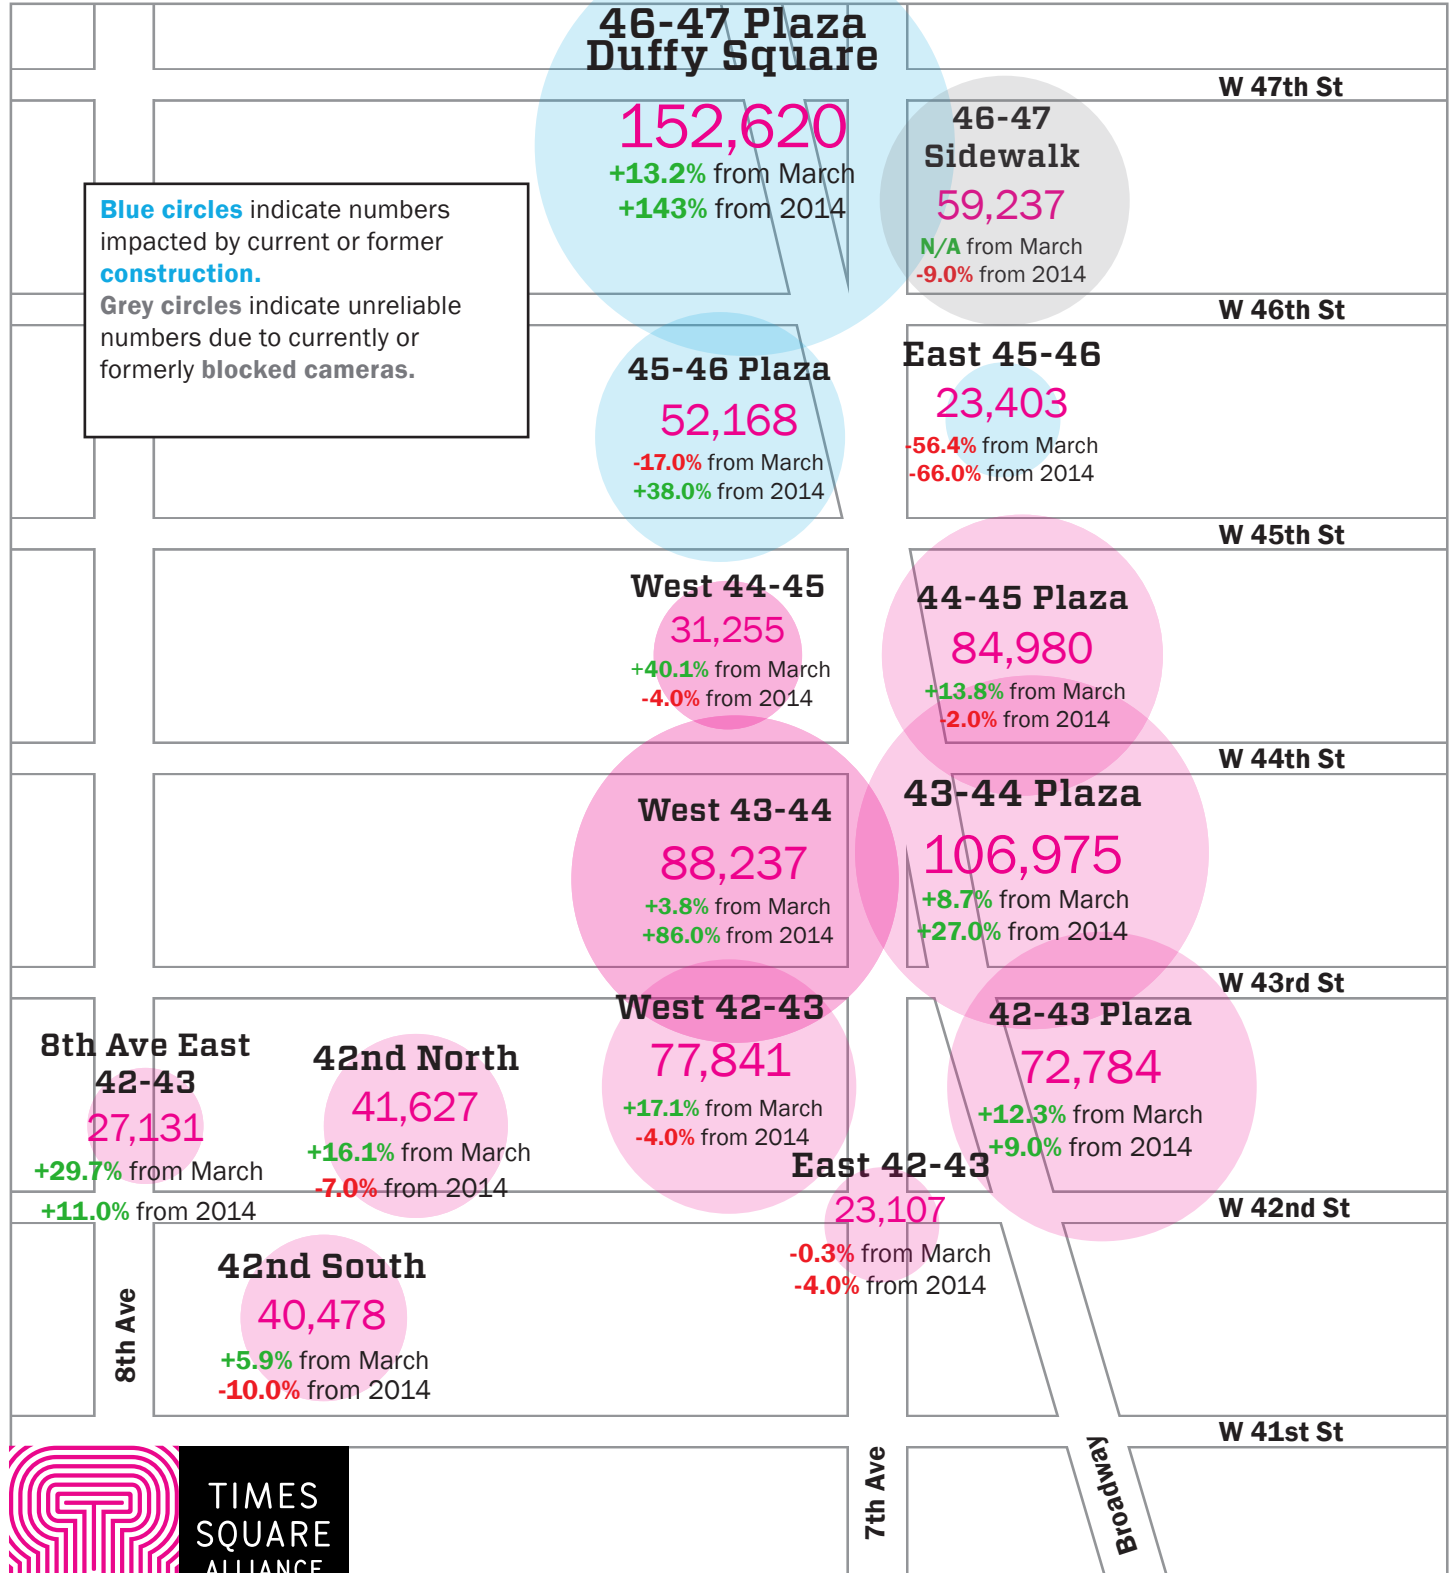 46-47 Plaza
Duffy Square
152,620
+13.2% from March
+143% from 2014
W 47th St
46-47
Sidewalk
59,237
N/A from March
-9.0% from 2014
Blue circles indicate numbers
impacted by current or former
construction.
Grey circles indicate unreliable
numbers due to currently or
formerly blocked cameras.
W 46th St
45-46 Plaza
52,168
-17.0% from March
+38.0% from 2014
East 45-46
23,403
-56.4% from March
-66.0% from 2014
W 45th St
West 44-45
31,255
+40.1% from March
-4.0% from 2014
44-45 Plaza
84,980
+13.8% from March
-2.0% from 2014
W 44th St
West 43-44
88,237
+3.8% from March
+86.0% from 2014
43-44 Plaza
106,975
+8.7% from March
+27.0% from 2014
W 43rd St
8th Ave East
42-43
27,131
+29.7% from March
+11.0% from 2014
42nd North
41,627
+16.1% from March
-7.0% from 2014
West 42-43
77,841
+17.1% from March
-4.0% from 2014
42-43 Plaza
72,784
+12.3% from March
+9.0% from 2014
East 42-43
23,107
-0.3% from March
-4.0% from 2014
W 42nd St
42nd South
40,478
+5.9% from March
-10.0% from 2014
8th Ave
W 41st St
7th Ave
Broadway
TIMES
SQUARE
ALLIANCE